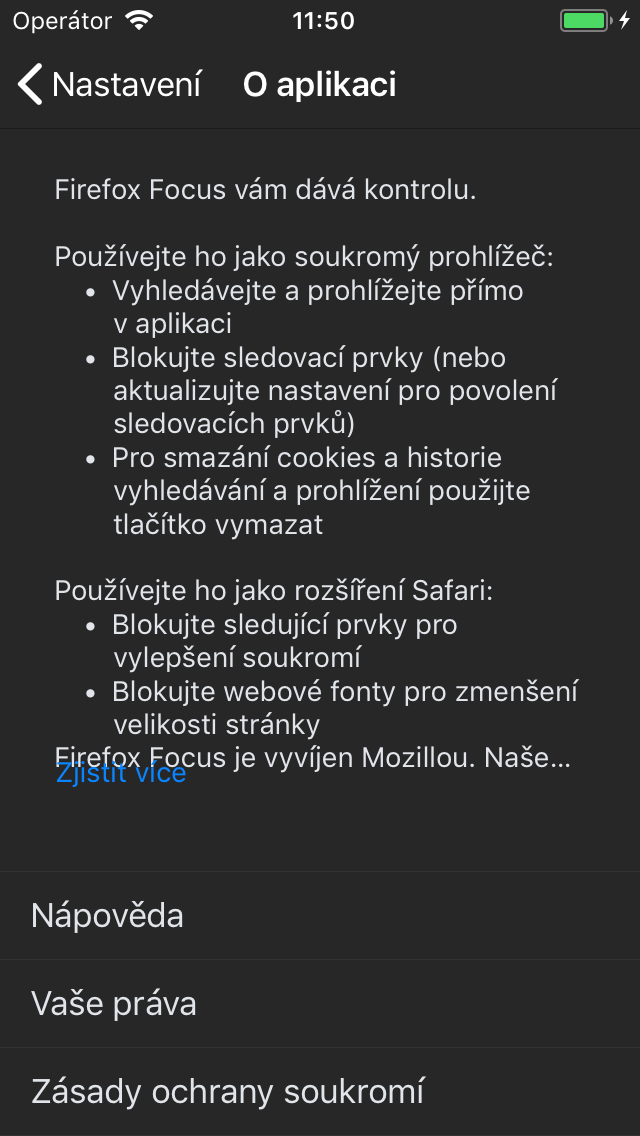 Operátor 11:50
Nastavení O aplikaci
Firefox Focus vám dává kontrolu.
Používejte ho jako soukromý prohlížeč:
• Vyhledávejte a prohlížejte přímo
v aplikaci
• Blokujte sledovací prvky (nebo
aktualizujte nastavení pro povolení
sledovacích prvků)
• Pro smazání cookies a historie
vyhledávání a prohlížení použijte
tlačítko vymazat
Používejte ho jako rozšíření Safari:
• Blokujte sledující prvky pro
vylepšení soukromí
• Blokujte webové fonty pro zmenšení
velikosti stránky
Firefox Focus je vyvíjen Mozillou. Naše...
Zjistit více
Nápověda
Vaše práva
Zásady ochrany soukromí